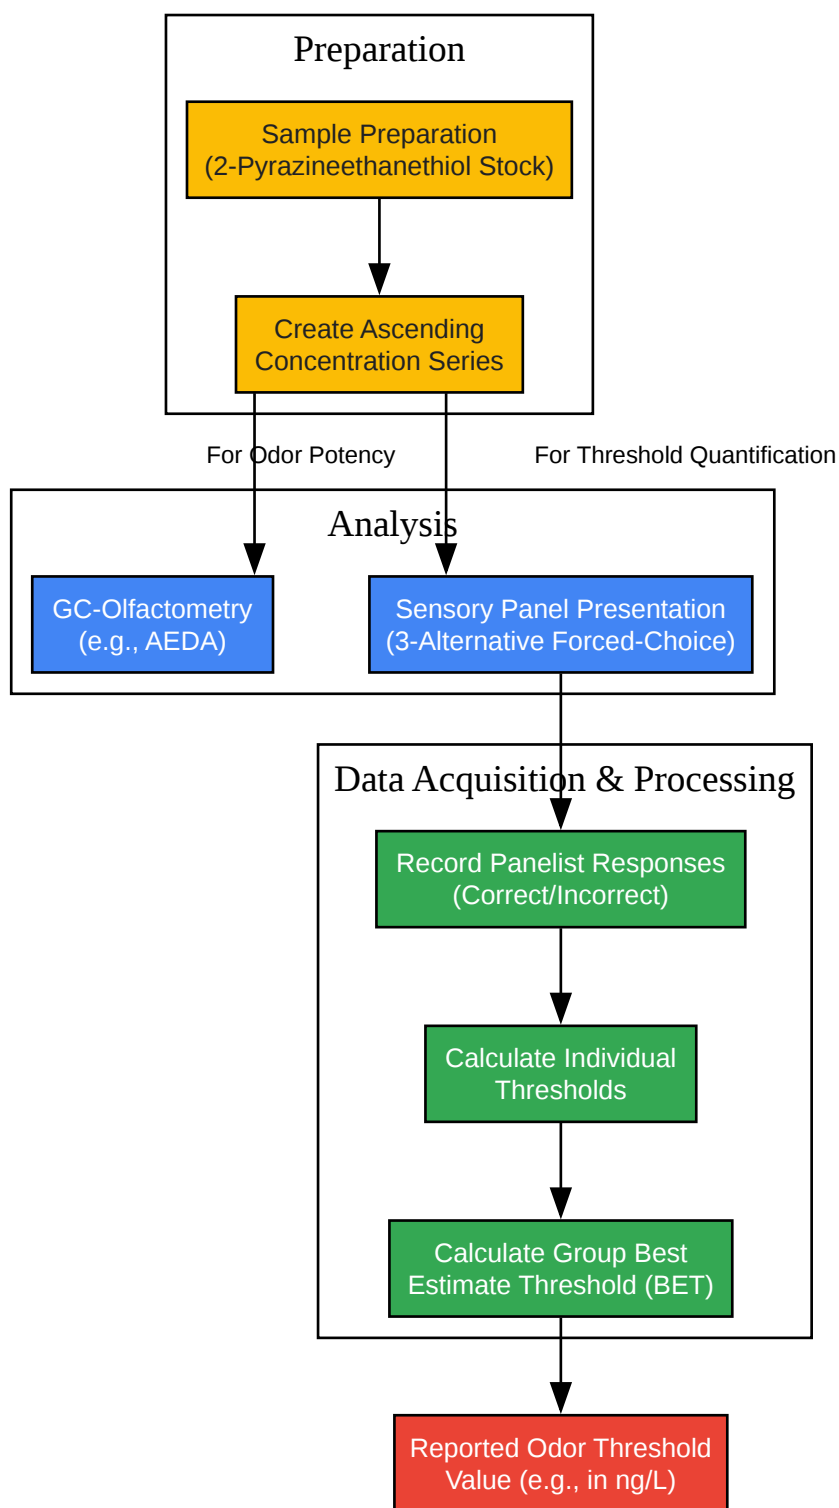 Preparation
Sample Preparation
(2-Pyrazineethanethiol Stock)
Create Ascending
Concentration Series
For Odor Potency
For Threshold Quantification
Analysis
GC-Olfactometry
(e.g., AEDA)
Sensory Panel Presentation
(3-Alternative Forced-Choice)
Data Acquisition & Processing
Record Panelist Responses
(Correct/Incorrect)
Calculate Individual
Thresholds
Calculate Group Best
Estimate Threshold (BET)
Reported Odor Threshold
Value (e.g., in ng/L)